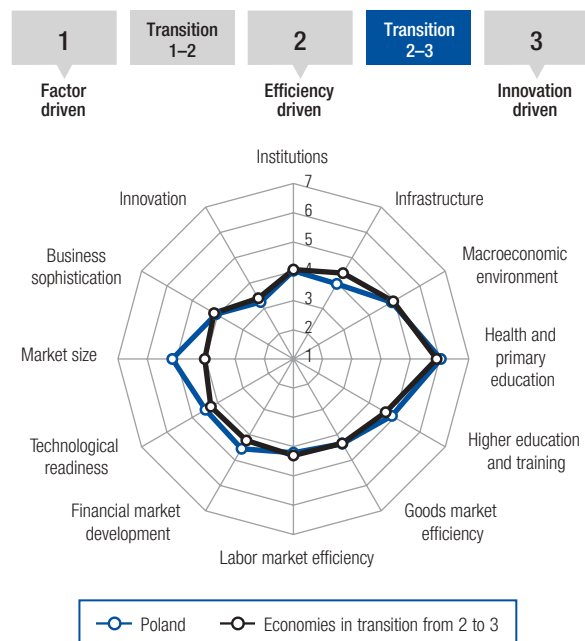 1
Transition
1–2
2
Transition
2–3
3
Factor
driven
Efficiency
driven
Innovation
driven
Institutions
7
Innovation
Infrastructure
6
5
Business
sophistication
Macroeconomic
environment
4
3
2
Market size
1
Health and
primary
education
Technological
readiness
Higher education
and training
Financial market
development
Goods market
efficiency
Labor market efficiency
Poland
Economies in transition from 2 to 3